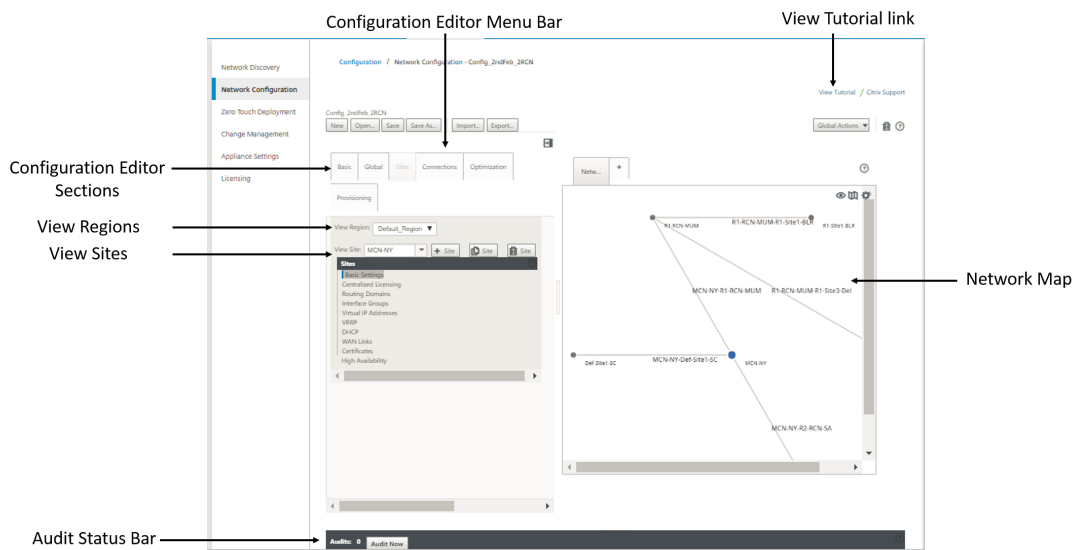 Configuration Editor Menu Bar
View Tutorial link
Configuration / Network Configuration - Config_2ndFeb_2RCN
Network Discovery
Network Configuration
Zero Touch Deployment
Change Management
Appliance Settings
Licensing
View Tutorial / Citrix Support
Config_2ndFeb_2RCN
New Open... Save Save As... Import... Export...
Global Actions
Configuration Editor
Sections
Basic Global Sites Connections Optimization
Provisioning
Netw... +
View Regions
View Region: Default_Region
View Sites
View Site: MCN-NY + Site Site Site
Sites
Basic Settings
Centralized Licensing
Routing Domains
Interface Groups
Virtual IP Addresses
VRRP
DHCP
WAN Links
Certificates
High Availability
R1-RCN-MUM
R1-RCN-MUM-R1-Site1-BLR
R1-Site1-BLR
MCN-NY-R1-RCN-MUM
R1-RCN-MUM-R1-Site3-Del
Network Map
Def-Site1-SC
MCN-NY-Def-Site1-SC
MCN-NY
MCN-NY-R2-RCN-SA
Audit Status Bar
Audits: 0 Audit Now